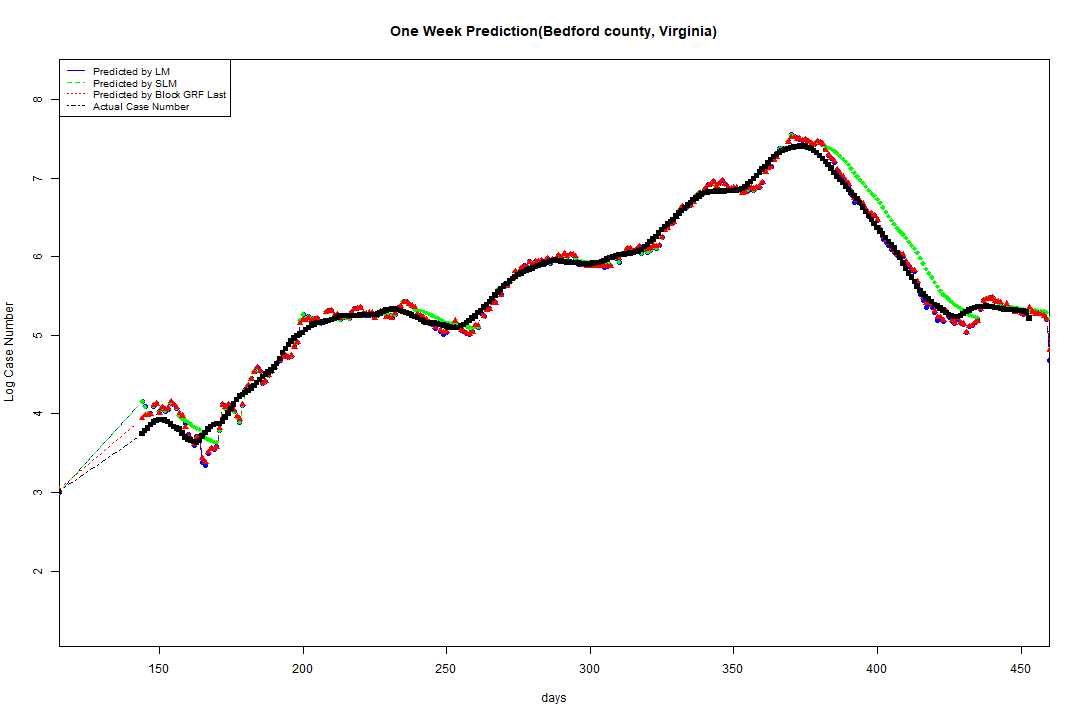 One Week Prediction(Bedford county, Virginia)
Predicted by LM
Predicted by SLM
Predicted by Block GRF Last
Actual Case Number
8
7
6
5
4
3
2
Log Case Number
150 200 250 300 350 400 450
days